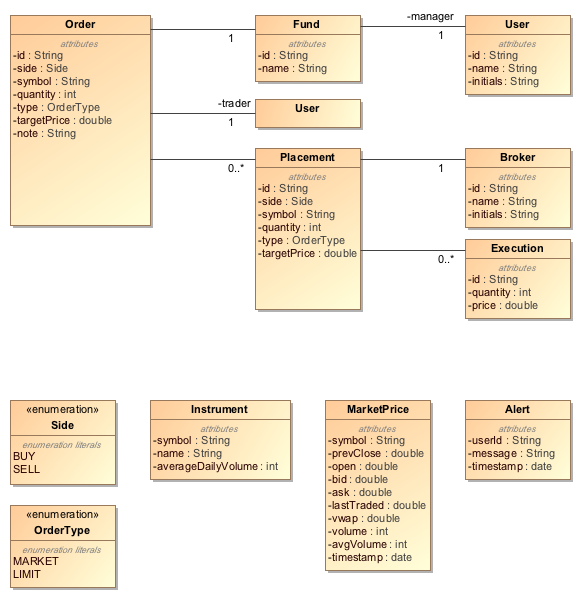 Order
attributes
-id : String
-side : Side
-symbol : String
-quantity : int
-type : OrderType
-targetPrice : double
-note : String
1
Fund
attributes
-id : String
-name : String
-manager
1
User
attributes
-id : String
-name : String
-initials : String
-trader
1
User
0..*
Placement
attributes
-id : String
-side : Side
-symbol : String
-quantity : int
-type : OrderType
-targetPrice : double
1
Broker
attributes
-id : String
-name : String
-initials : String
0..*
Execution
attributes
-id : String
-quantity : int
-price : double
«enumeration»
Side
enumeration literals
BUY
SELL
Instrument
attributes
-symbol : String
-name : String
-averageDailyVolume : int
MarketPrice
attributes
-symbol : String
-prevClose : double
-open : double
-bid : double
-ask : double
-lastTraded : double
-vwap : double
-volume : int
-avgVolume : int
-timestamp : date
Alert
attributes
-userId : String
-message : String
-timestamp : date
«enumeration»
OrderType
enumeration literals
MARKET
LIMIT